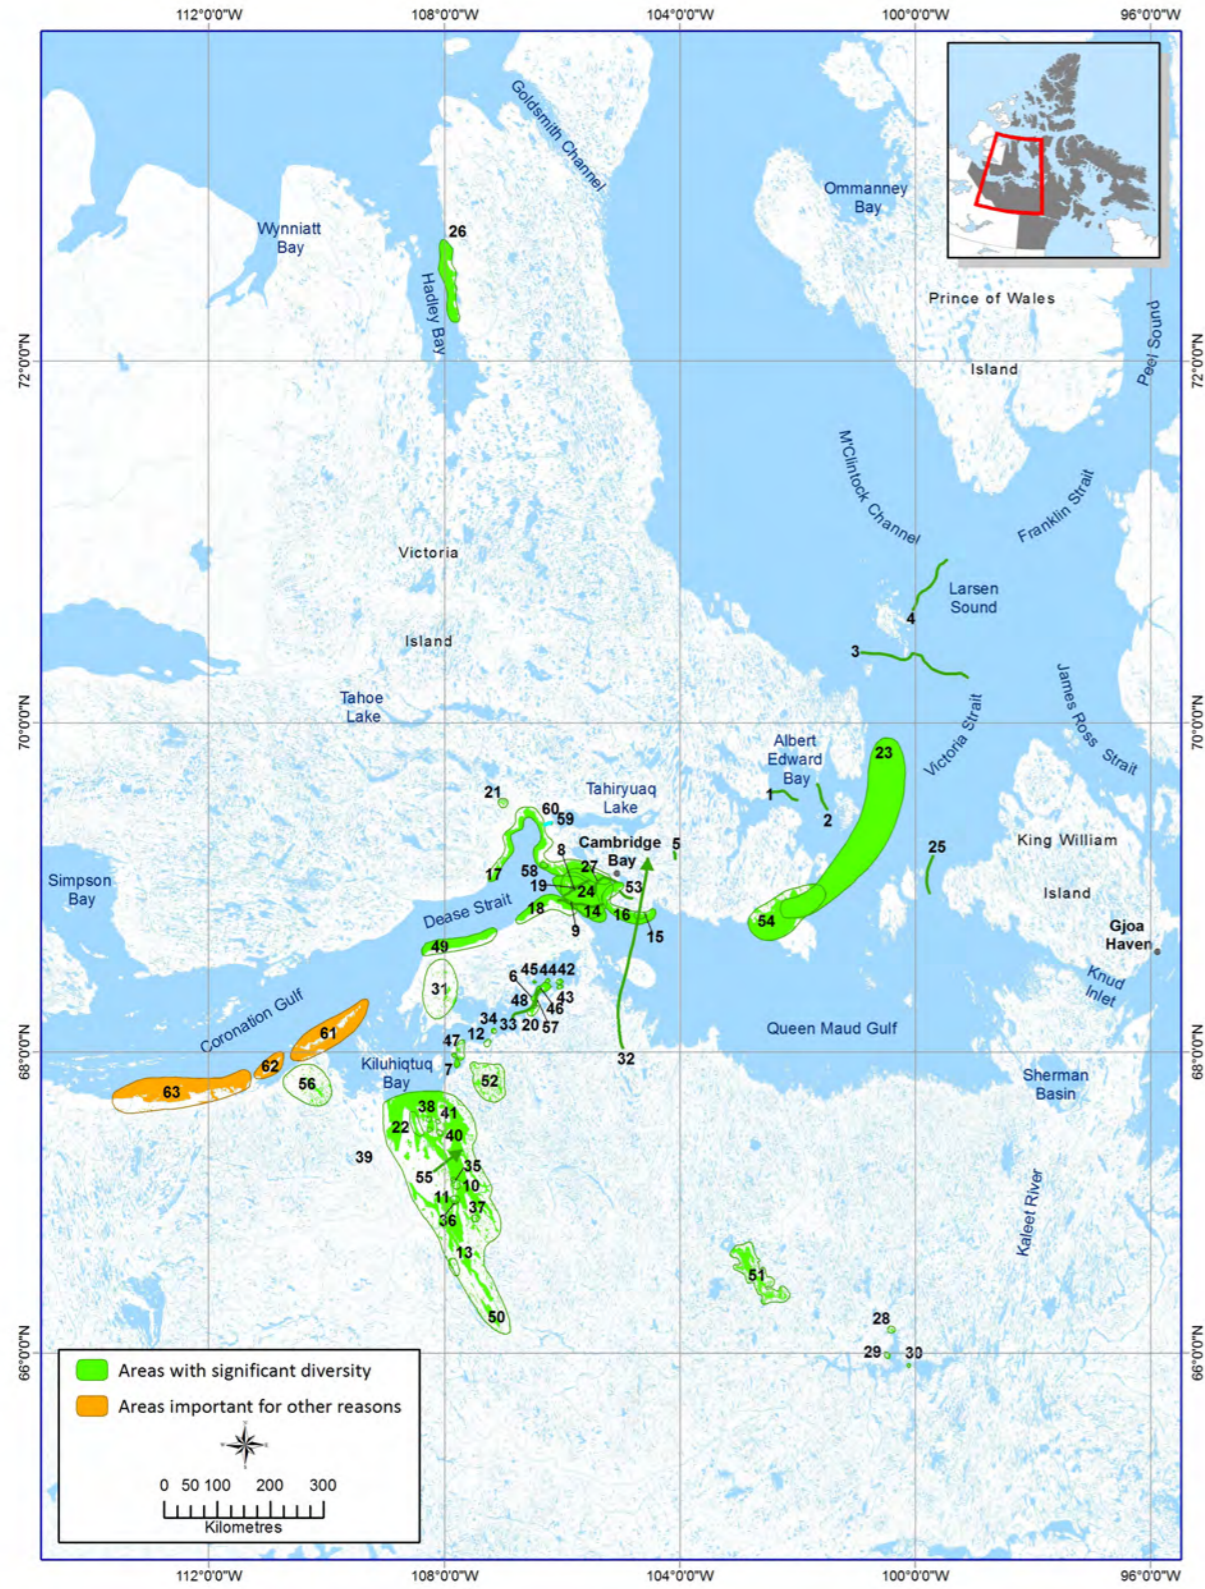 112°0'0"W 108°0'0"W 104°0'0"W 100°0'0"W 96°0'0"W
Goldsmith Channel
Ommanney
Bay
Wynniatt
Bay
26
Hadley Bay
Prince of Wales
Island
Peel Sound
72°0'0"N 72°0'0"N
M'Clintock Channel
Franklin Strait
Victoria
Island
Larsen
Sound
4
3
Tahoe
Lake
James Ross Strait
Victoria Strait
70°0'0"N 70°0'0"N
Albert
Edward
Bay
23
1
2
21
Tahiryuaq
Lake
60
59
Cambridge
Bay
5
8
27
58
17
19
24
53
18
14
16
9
15
25
King William
Island
Simpson
Bay
Dease Strait
54
Gjoa
Haven
49
Knud
Inlet
45 44 42
6
31
43
48
46
34
33
20
57
12
Coronation Gulf
61
Queen Maud Gulf
47
32
68°0'0"N 68°0'0"N
62
7
Kiluhiqtuq
Bay
63
56
52
Sherman
Basin
38
41
22
40
39
35
55
10
11
37
36
Kaleet River
13
51
50
28
29
30
66°0'0"N 66°0'0"N
Areas with significant diversity
Areas important for other reasons
N
0 50 100 200 300
Kilometres
112°0'0"W 108°0'0"W 104°0'0"W 100°0'0"W 96°0'0"W